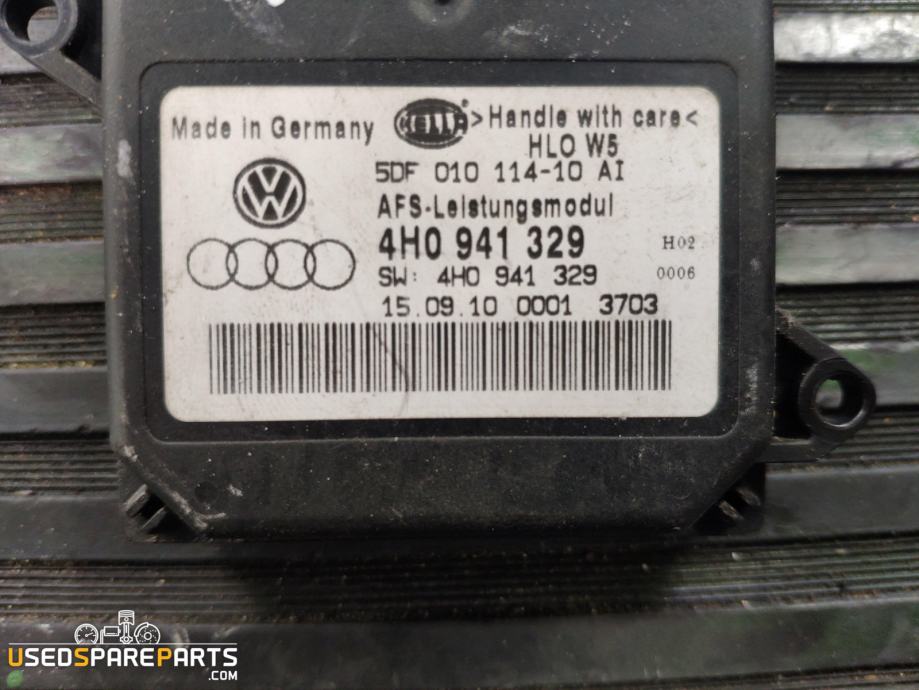 Made in Germany
HELLA ® >Handle with care<
HLO W5
5DF 010 114-10 AI
AFS-Leistungsmodul
4H0 941 329 H02
SW: 4H0 941 329 0006
15.09.10 0001 3703
USEDSPAREPARTS
.COM